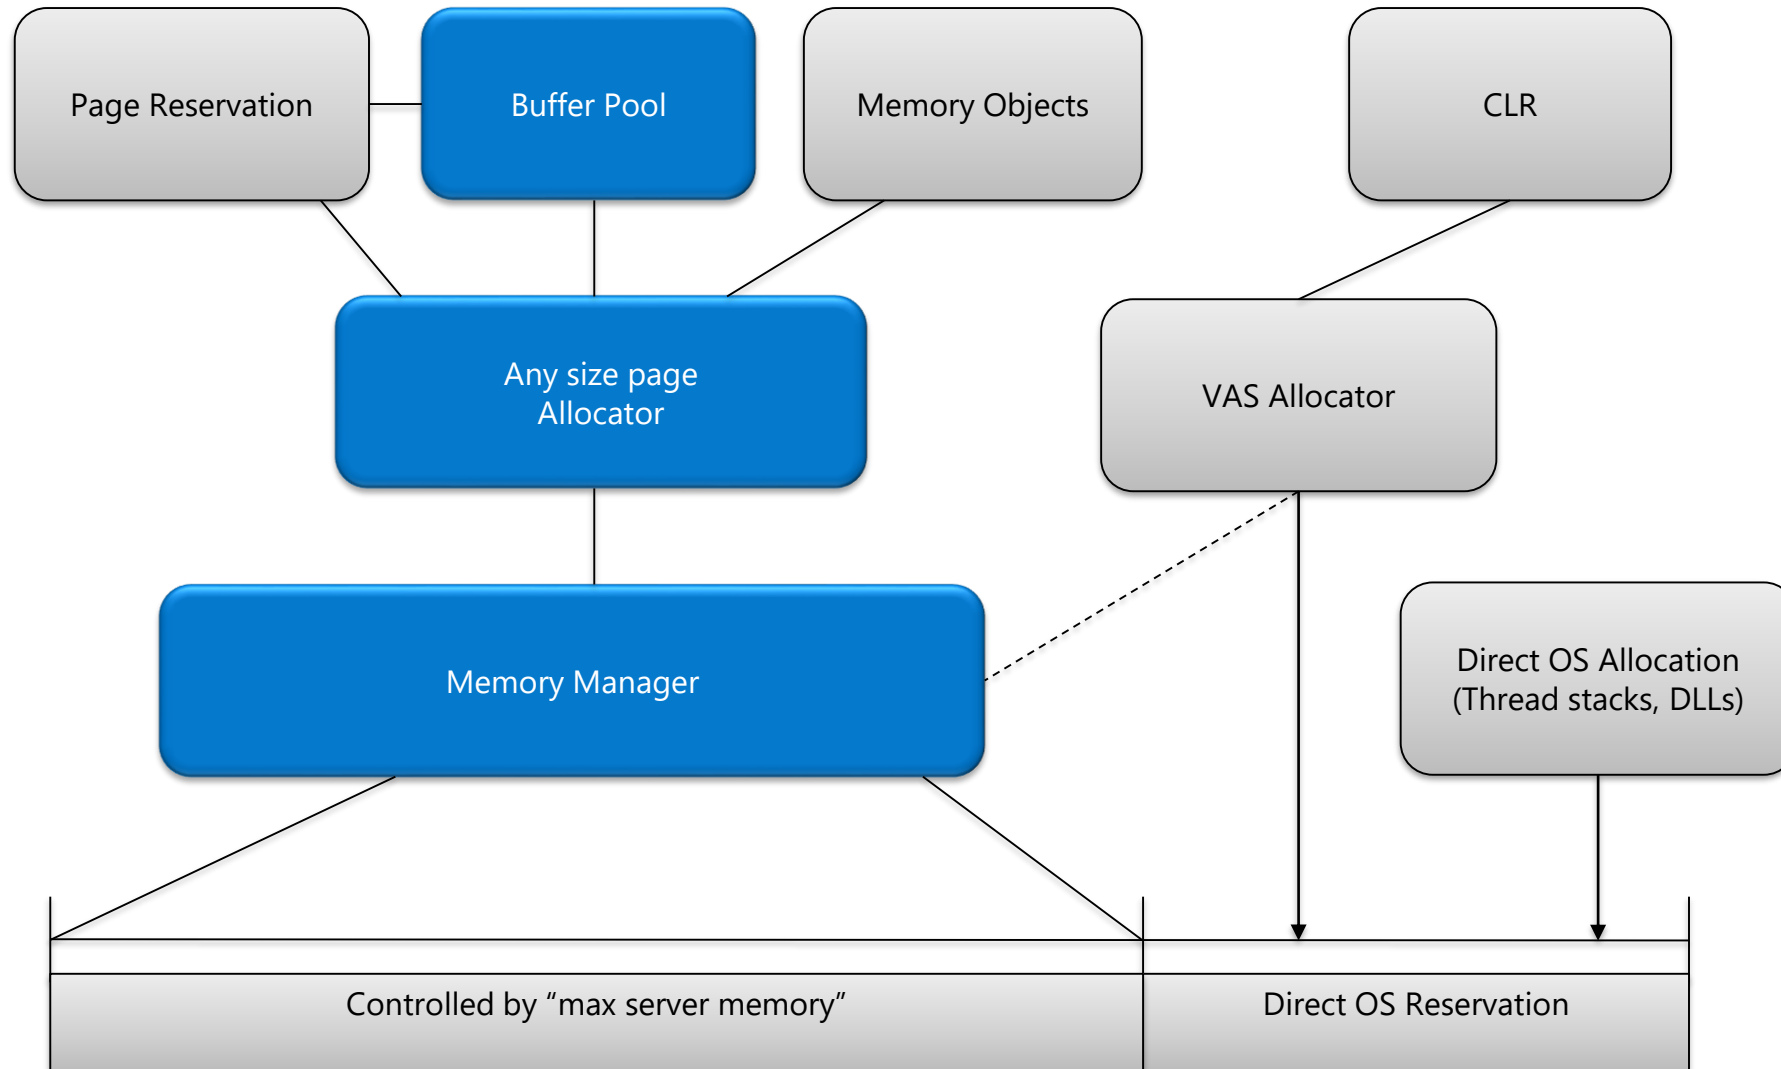 Page Reservation
Buffer Pool
Memory Objects
CLR
Any size page
Allocator
VAS Allocator
Memory Manager
Direct OS Allocation
(Thread stacks, DLLs)
Controlled by “max server memory”
Direct OS Reservation